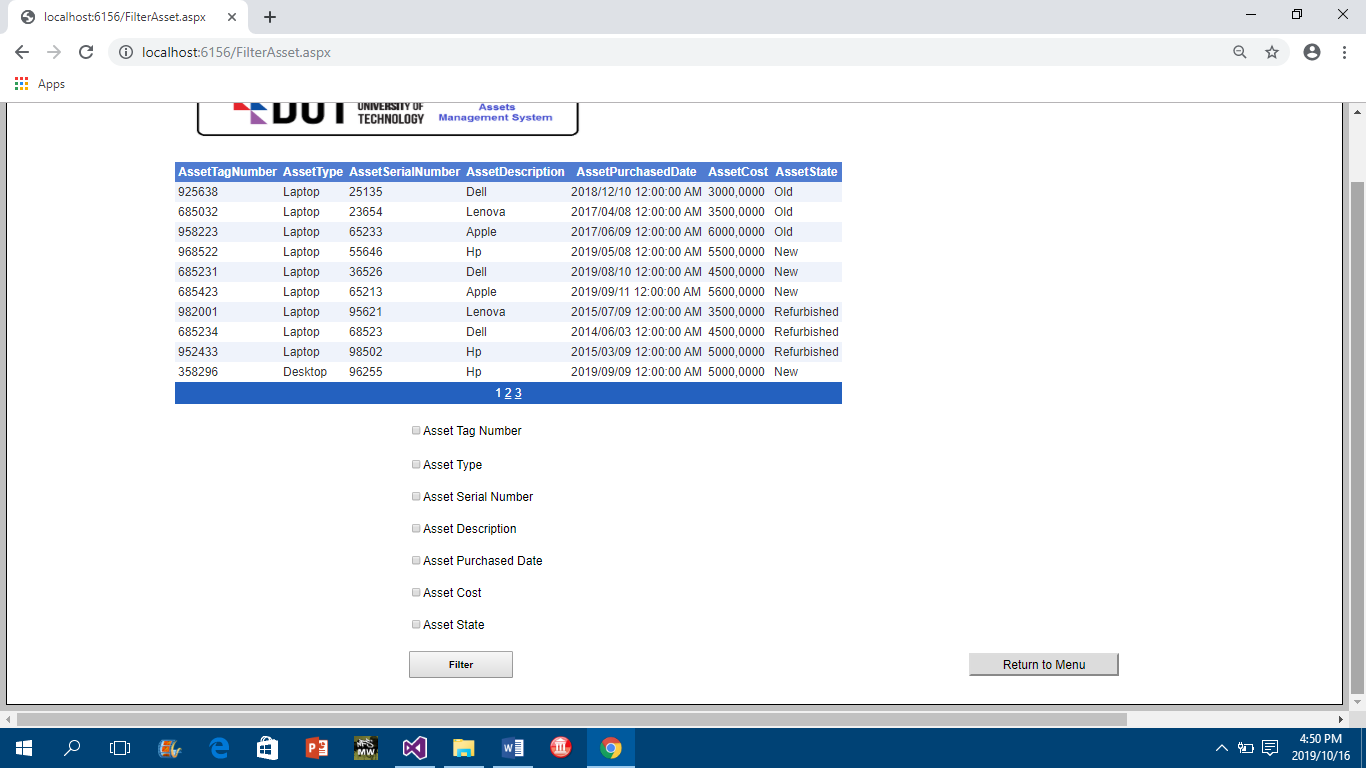 localhost:6156/FilterAsset.aspx
localhost:6156/FilterAsset.aspx
Apps
DUT UNIVERSITY OF TECHNOLOGY
Assets Management System
AssetTagNumber AssetType AssetSerialNumber AssetDescription AssetPurchasedDate AssetCost AssetState
925638 Laptop 25135 Dell 2018/12/10 12:00:00 AM 3000,0000 Old
685032 Laptop 23654 Lenova 2017/04/08 12:00:00 AM 3500,0000 Old
958223 Laptop 65233 Apple 2017/06/09 12:00:00 AM 6000,0000 Old
968522 Laptop 55646 Hp 2019/05/08 12:00:00 AM 5500,0000 New
685231 Laptop 36526 Dell 2019/08/10 12:00:00 AM 4500,0000 New
685423 Laptop 65213 Apple 2019/09/11 12:00:00 AM 5600,0000 New
982001 Laptop 95621 Lenova 2015/07/09 12:00:00 AM 3500,0000 Refurbished
685234 Laptop 68523 Dell 2014/06/03 12:00:00 AM 4500,0000 Refurbished
952433 Laptop 98502 Hp 2015/03/09 12:00:00 AM 5000,0000 Refurbished
358296 Desktop 96255 Hp 2019/09/09 12:00:00 AM 5000,0000 New
1 2 3
Asset Tag Number
Asset Type
Asset Serial Number
Asset Description
Asset Purchased Date
Asset Cost
Asset State
Filter
Return to Menu
4:50 PM
2019/10/16